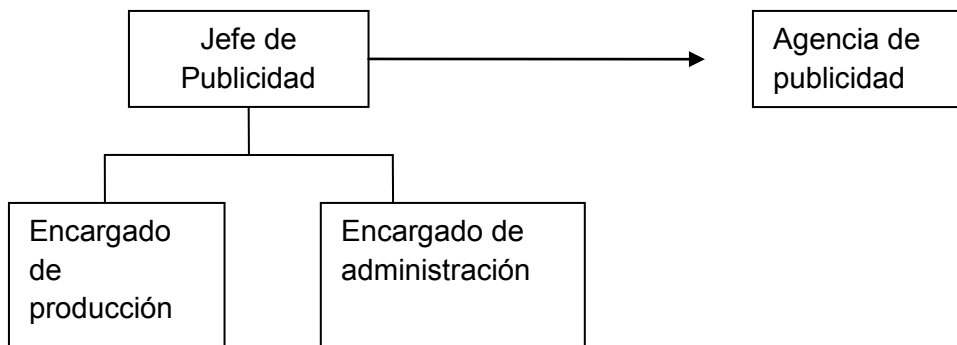 Jefe de
Publicidad
Agencia de
publicidad
Encargado
de
producción
Encargado de
administración